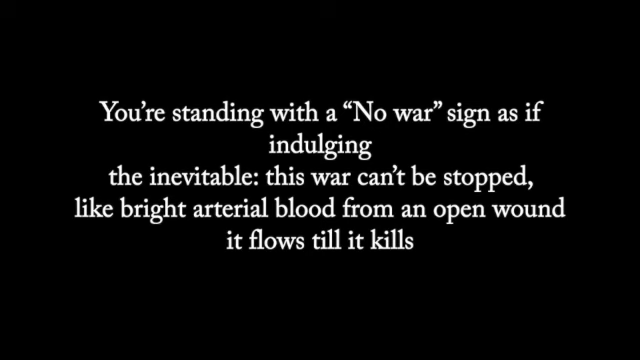 You’re standing with a “No war” sign as if
indulging
the inevitable: this war can’t be stopped,
like bright arterial blood from an open wound
it flows till it kills